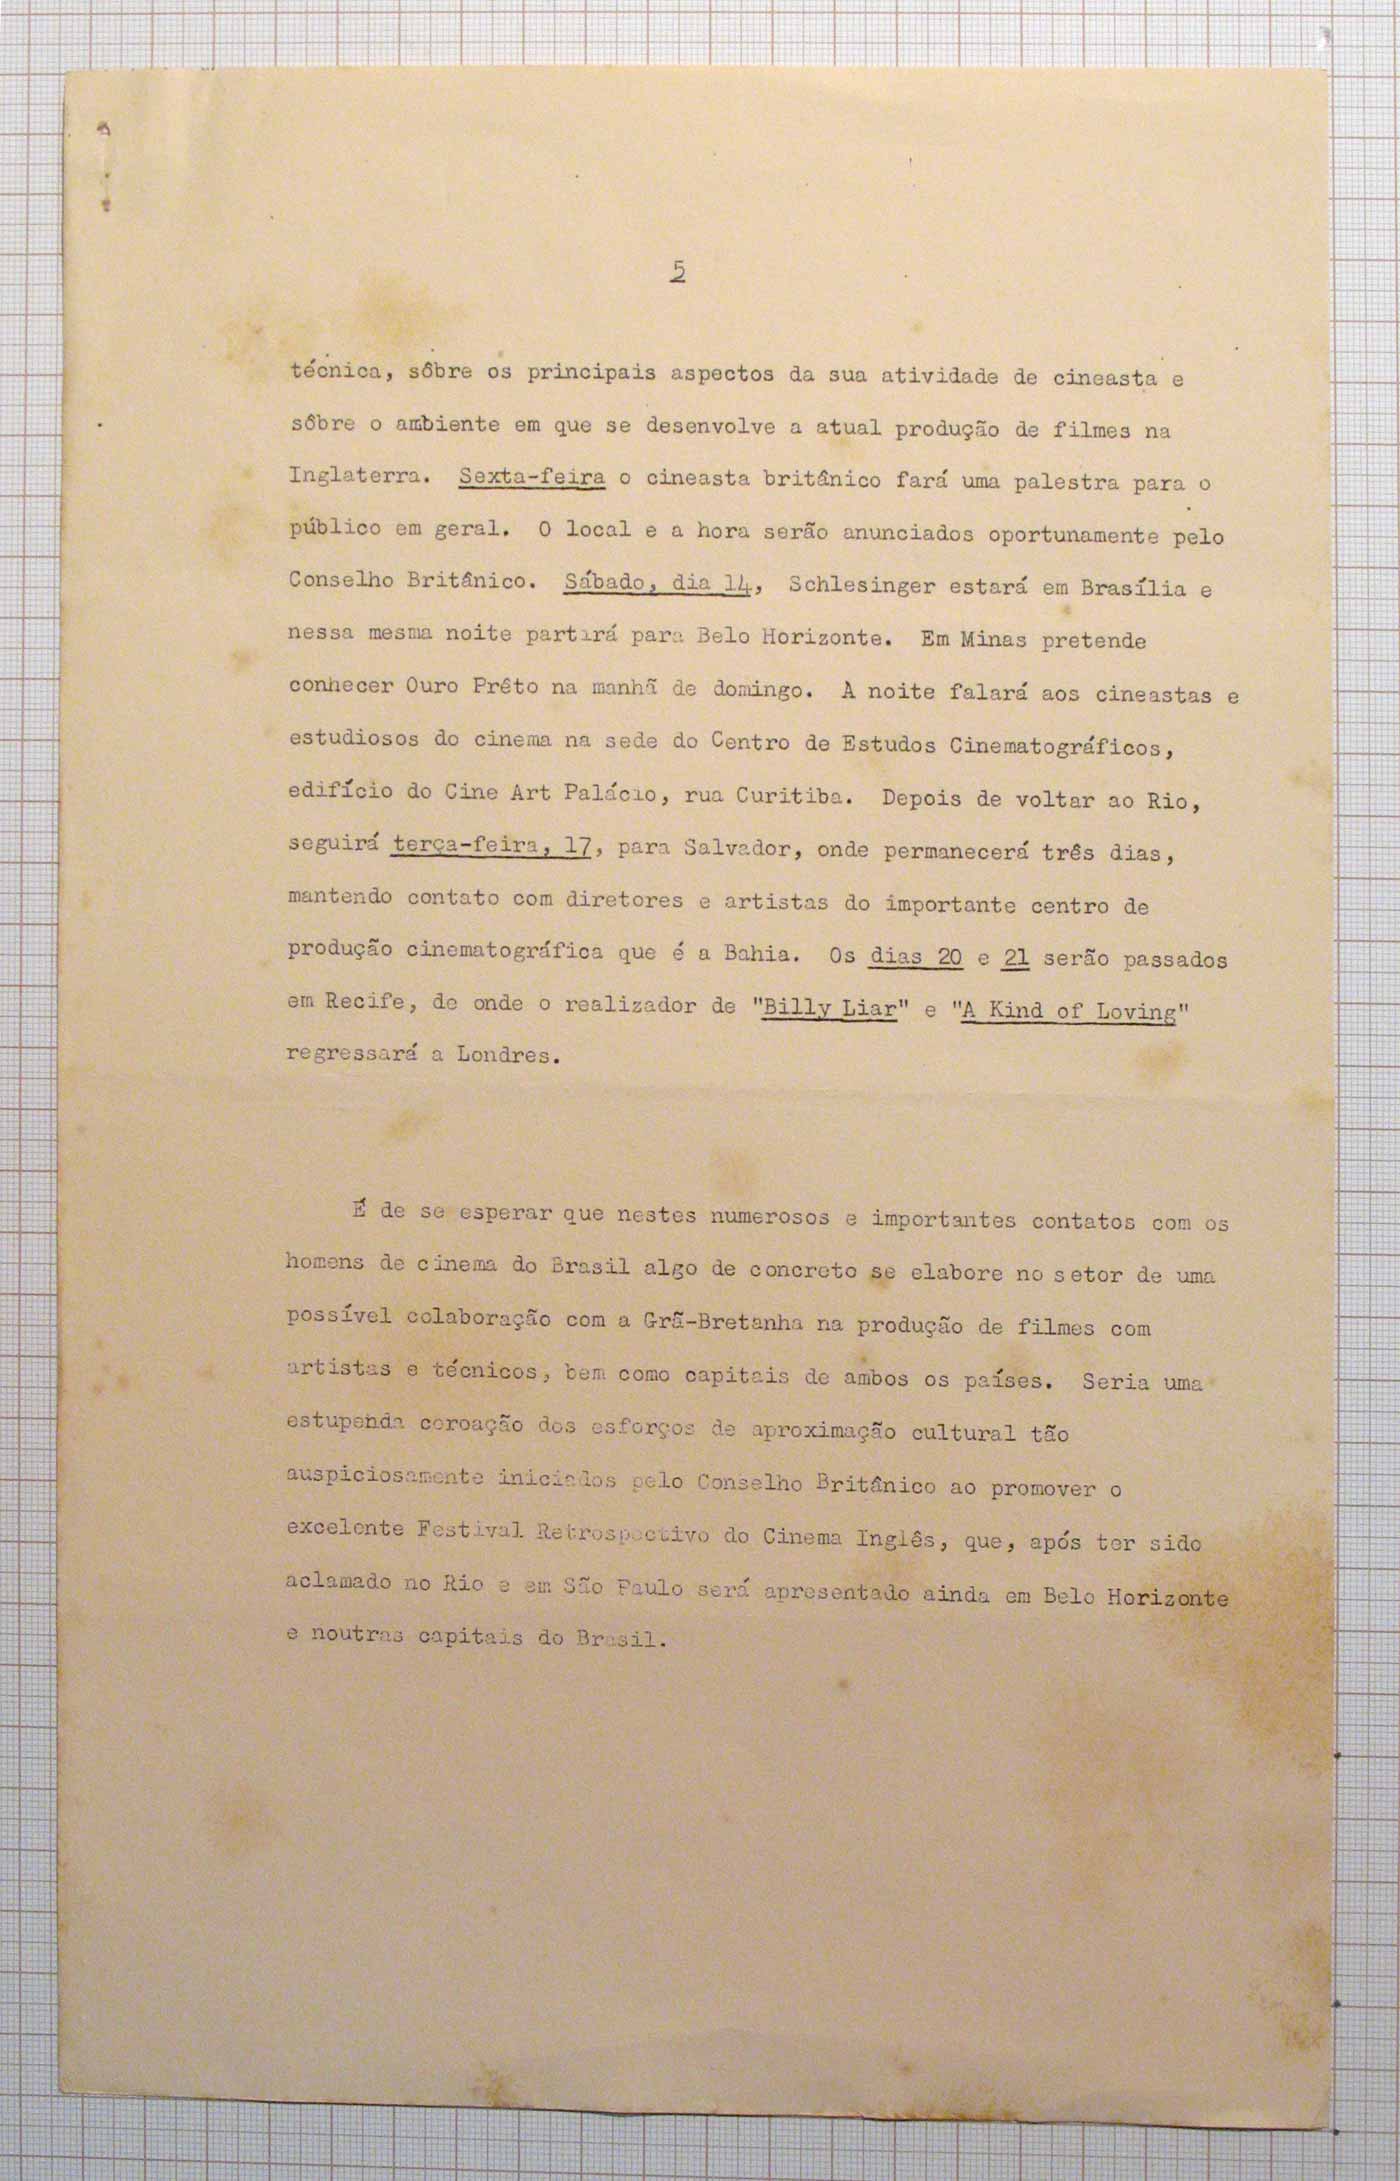 5
técnica, sôbre os principais aspectos da sua atividade de cineasta e
sôbre o ambiente em que se desenvolve a atual produção de filmes na
Inglaterra. Sexta-feira o cineasta britânico fará uma palestra para o
público em geral. O local e a hora serão anunciados oportunamente pelo
Conselho Britânico. Sábado, dia 14, Schlesinger estará em Brasília e
nessa mesma noite partirá para Belo Horizonte. Em Minas pretende
conhecer Ouro Prêto na manhã de domingo. A noite falará aos cineastas e
estudiosos do cinema na sede do Centro de Estudos Cinematográficos,
edifício do Cine Art Palácio, rua Curitiba. Depois de voltar ao Rio,
seguirá terça-feira, 17, para Salvador, onde permanecerá três dias,
mantendo contato com diretores e artistas do importante centro de
produção cinematográfica que é a Bahia. Os dias 20 e 21 serão passados
em Recife, de onde o realizador de "Billy Liar" e "A Kind of Loving"
regressará a Londres.
É de se esperar que nestes numerosos e importantes contatos com os
homens de cinema do Brasil algo de concreto se elabore no setor de uma
possível colaboração com a Grã-Bretanha na produção de filmes com
artistas e técnicos, bem como capitais de ambos os países. Seria uma
estupenda coroação dos esforços de aproximação cultural tão
auspiciosamente iniciados pelo Conselho Britânico ao promover o
excelente Festival Retrospectivo do Cinema Inglês, que, após ter sido
aclamado no Rio e em São Paulo será apresentado ainda em Belo Horizonte
e noutras capitais do Brasil.